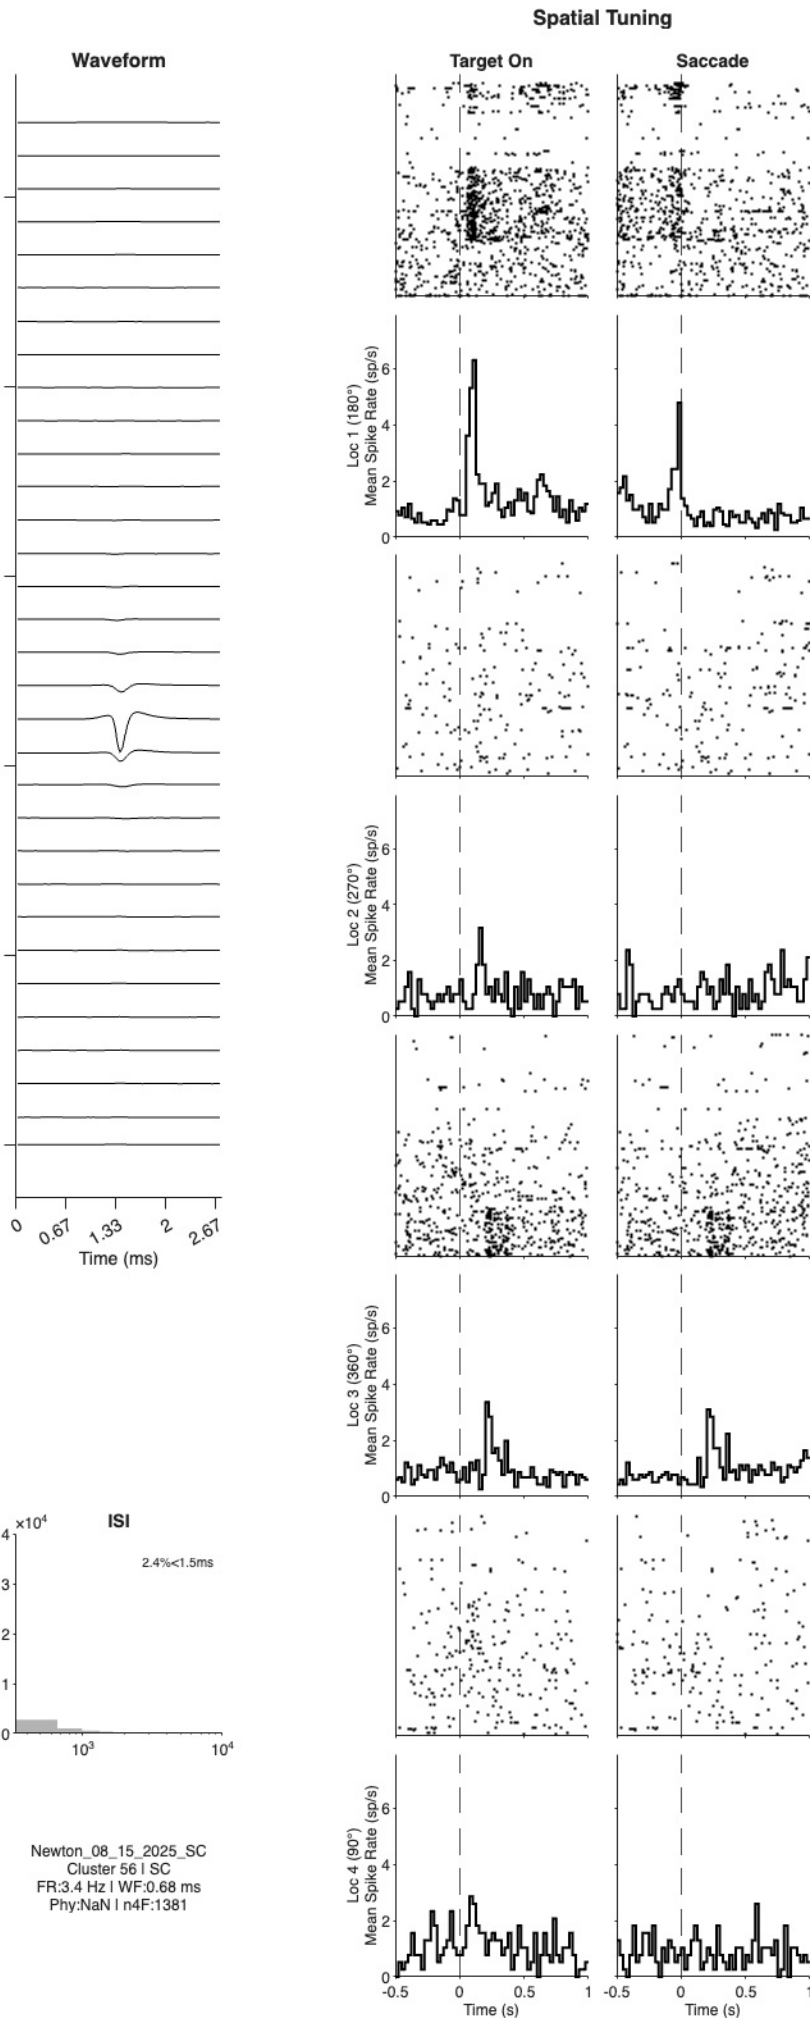 Spatial Tuning
Waveform
Target On
Saccade
Loc 1 (180°)
Mean Spike Rate (sp/s)
6
4
2
0
Loc 2 (270°)
Mean Spike Rate (sp/s)
6
4
2
0
0 0.67 1.33 2 2.67
Time (ms)
Loc 3 (360°)
Mean Spike Rate (sp/s)
6
4
2
0
×10⁴
ISI
2.4%<1.5ms
4
3
2
1
0
10³ 10⁴
Newton_08_15_2025_SC
Cluster 56 | SC
FR:3.4 Hz | WF:0.68 ms
Phy:NaN | n4F:1381
Loc 4 (90°)
Mean Spike Rate (sp/s)
6
4
2
0
-0.5 0 0.5 1
Time (s)
-0.5 0 0.5 1
Time (s)